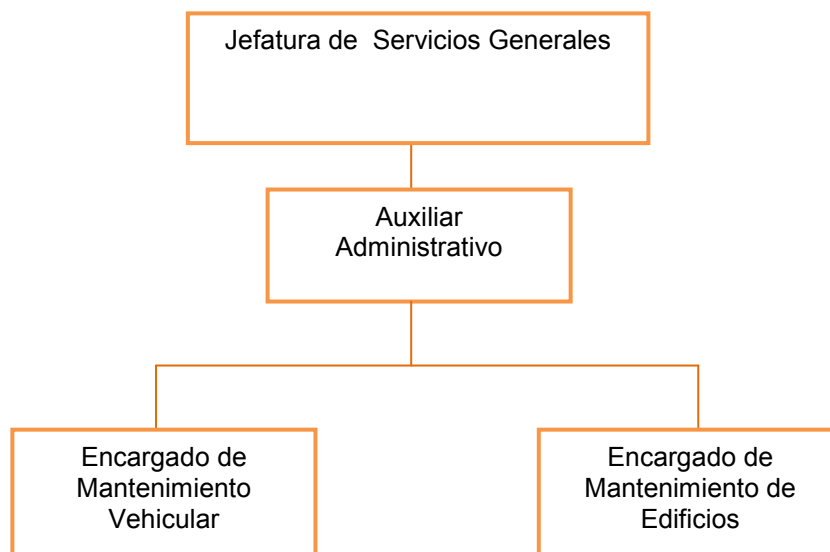 Jefatura de  Servicios Generales
Auxiliar
Administrativo
Encargado de
Mantenimiento
Vehicular
Encargado de
Mantenimiento de
Edificios